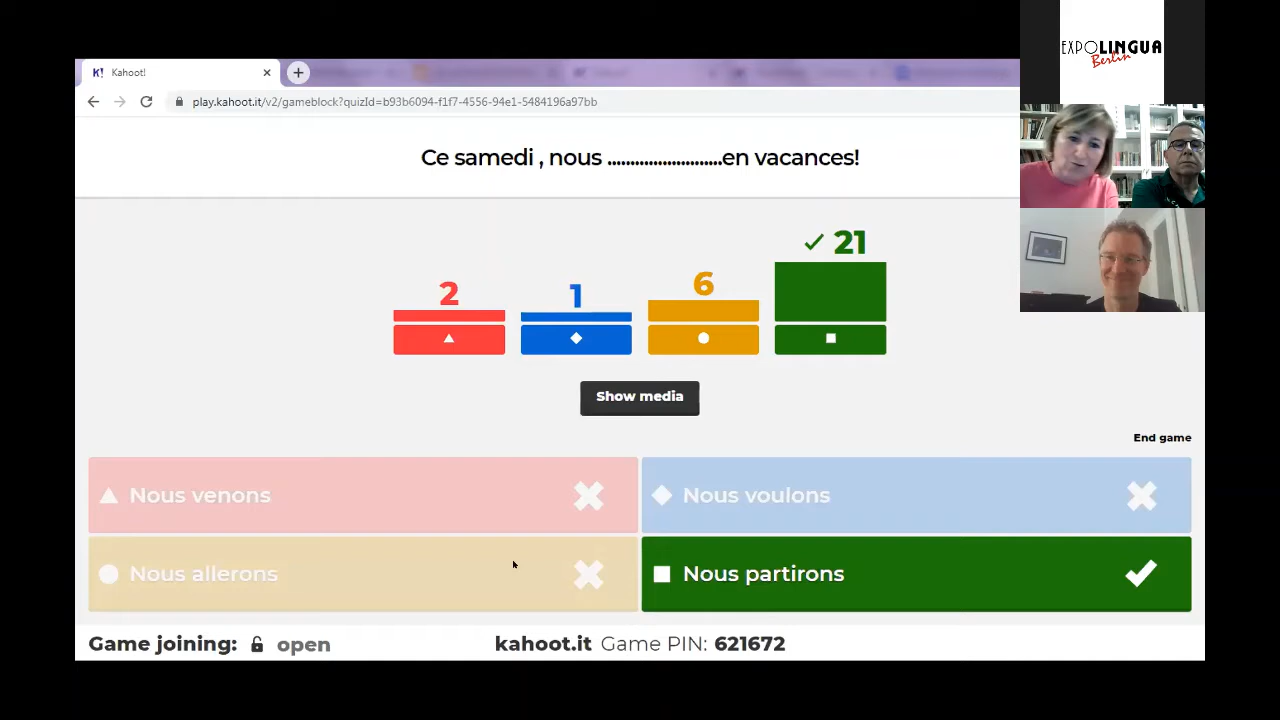 K! Kahoot!
play.kahoot.it/v2/gameblock?quizId=b93b6094-f1f7-4556-94e1-5484196a97bb
EXPOLINGUA
Berlin
Ce samedi , nous .........................en vacances!
2
1
6
21
Show media
End game
Nous venons
Nous voulons
Nous allerons
Nous partirons
Game joining: open
kahoot.it Game PIN: 621672